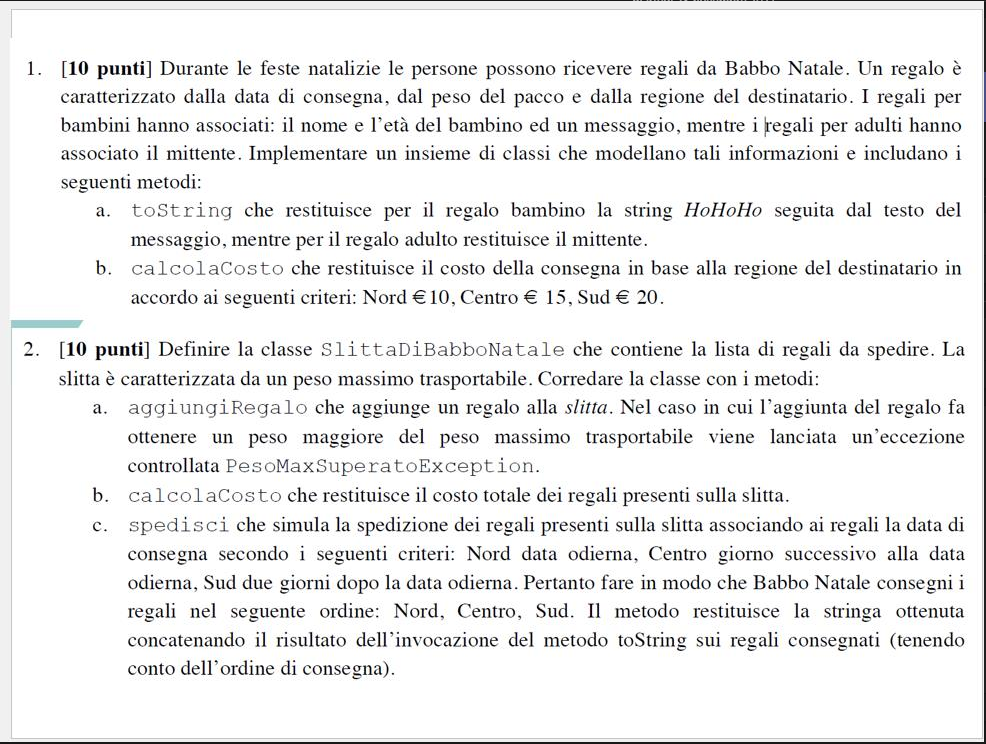 1. [10 punti] Durante le feste natalizie le persone possono ricevere regali da Babbo Natale. Un regalo è
caratterizzato dalla data di consegna, dal peso del pacco e dalla regione del destinatario. I regali per
bambini hanno associati: il nome e l'età del bambino ed un messaggio, mentre i regali per adulti hanno
associato il mittente. Implementare un insieme di classi che modellano tali informazioni e includano i
seguenti metodi:
a. toString che restituisce per il regalo bambino la string HoHoHo seguita dal testo del
messaggio, mentre per il regalo adulto restituisce il mittente.
b. calcolaCosto che restituisce il costo della consegna in base alla regione del destinatario in
accordo ai seguenti criteri: Nord €10, Centro € 15, Sud € 20.
2. [10 punti] Definire la classe SlittaDiBabboNatale che contiene la lista di regali da spedire. La
slitta è caratterizzata da un peso massimo trasportabile. Corredare la classe con i metodi:
a. aggiungiRegalo che aggiunge un regalo alla slitta. Nel caso in cui l'aggiunta del regalo fa
ottenere un peso maggiore del peso massimo trasportabile viene lanciata un'eccezione
controllata PesoMaxSuperatoException.
b. calcolaCosto che restituisce il costo totale dei regali presenti sulla slitta.
c. spedisci che simula la spedizione dei regali presenti sulla slitta associando ai regali la data di
consegna secondo i seguenti criteri: Nord data odierna, Centro giorno successivo alla data
odierna, Sud due giorni dopo la data odierna. Pertanto fare in modo che Babbo Natale consegni i
regali nel seguente ordine: Nord, Centro, Sud. Il metodo restituisce la stringa ottenuta
concatenando il risultato dell'invocazione del metodo toString sui regali consegnati (tenendo
conto dell'ordine di consegna).